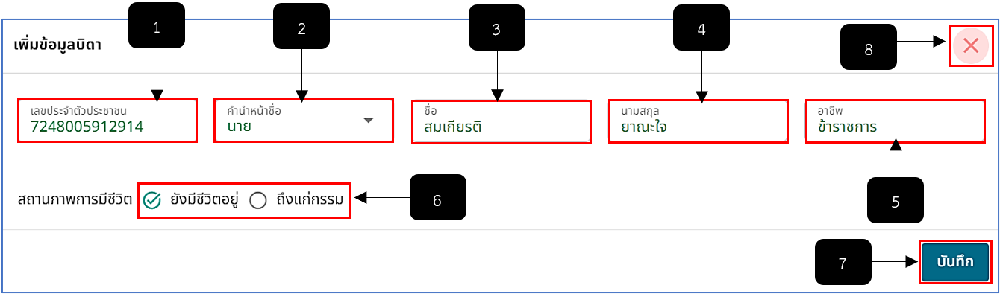 1
2
3
4
เพิ่มข้อมูลบิดา
8
เลขประจำตัวประชาชน
7248005912914
คำนำหน้าชื่อ
นาย
ชื่อ
สมเกียรติ
นามสกุล
ยาณะใจ
อาชีพ
ข้าราชการ
สถานภาพการมีชีวิต
ยังมีชีวิตอยู่
ถึงแก่กรรม
6
5
7
บันทึก